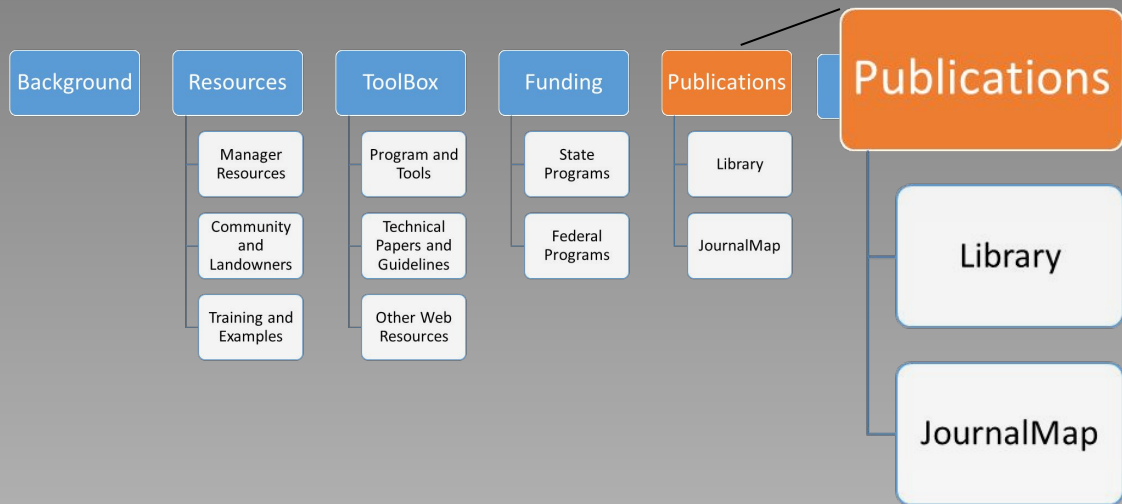 Background
Resources
Manager
Resources
Community
and
Landowners
Training and
Examples
ToolBox
Program and
Tools
Technical
Papers and
Guidelines
Other Web
Resources
Funding
State
Programs
Federal
Programs
Publications
Library
JournalMap
Publications
Library
JournalMap